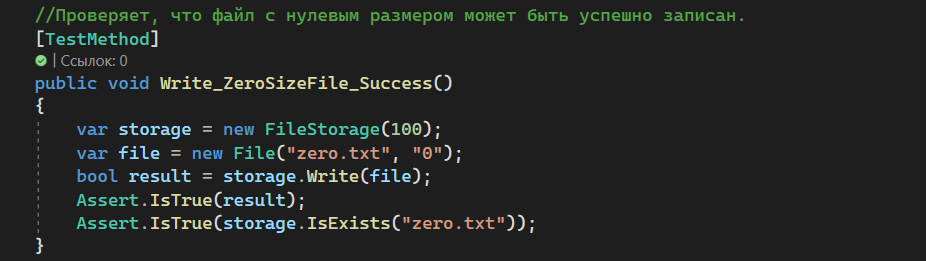 //Проверяет, что файл с нулевым размером может быть успешно записан.
[TestMethod]
| Ссылок: 0
public void Write_ZeroSizeFile_Success()
{
    var storage = new FileStorage(100);
    var file = new File("zero.txt", "0");
    bool result = storage.Write(file);
    Assert.IsTrue(result);
    Assert.IsTrue(storage.IsExists("zero.txt"));
}